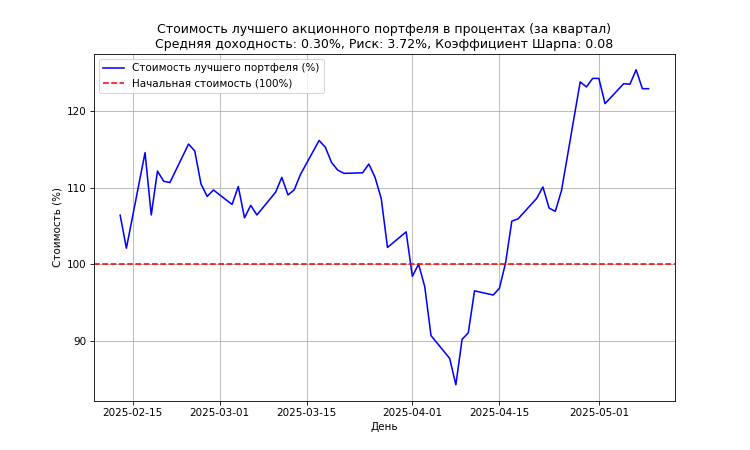 Стоимость лучшего акционного портфеля в процентах (за квартал)
Средняя доходность: 0.30%, Риск: 3.72%, Коэффициент Шарпа: 0.08
Стоимость лучшего портфеля (%)
Начальная стоимость (100%)
Стоимость (%)
120
110
100
90
2025-02-15
2025-03-01
2025-03-15
2025-04-01
2025-04-15
2025-05-01
День